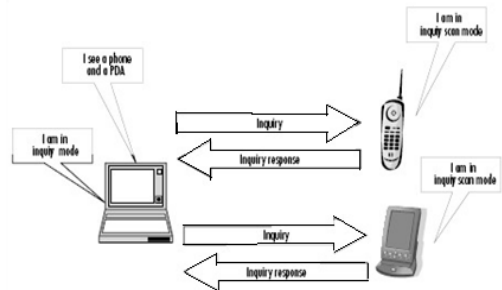 I am in
inquiry scan mode
I see a phone
and a PDA
Inquiry
I am in
inquiry mode
Inquiry response
I am in
inquiry scan mode
Inquiry
Inquiry response